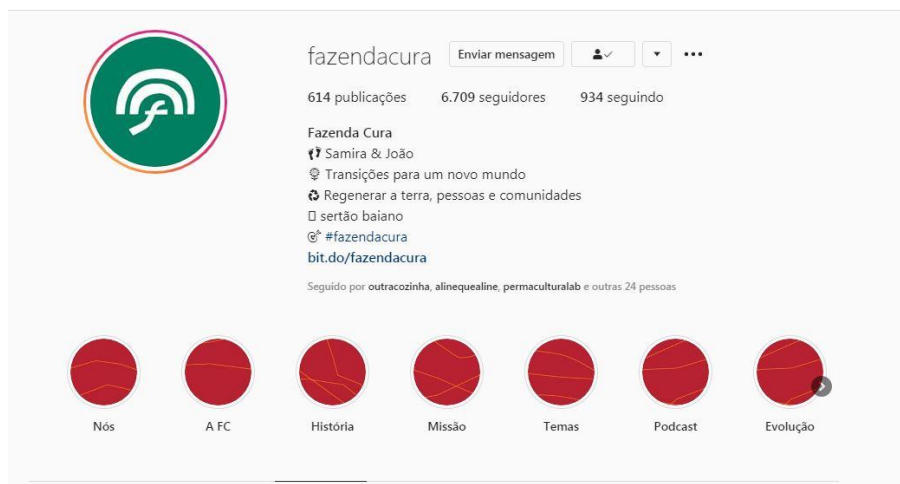 fazendacura Enviar mensagem
614 publicações 6.709 seguidores 934 seguindo
Fazenda Cura
Samira & João
Transições para um novo mundo
Regenerar a terra, pessoas e comunidades
sertão baiano
#fazendacura
bit.do/fazendacura
Seguido por outracozinha, alinequealine, permaculturalab e outras 24 pessoas
Nós A FC História Missão Temas Podcast Evolução